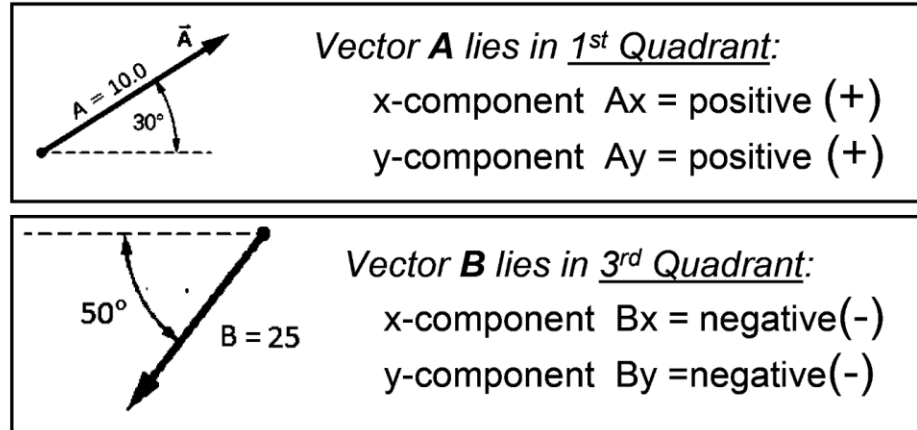 A⃗
A = 10.0
30°
Vector A lies in 1st Quadrant:
x-component Ax = positive (+)
y-component Ay = positive (+)
50°
B = 25
Vector B lies in 3rd Quadrant:
x-component Bx = negative(-)
y-component By =negative(-)